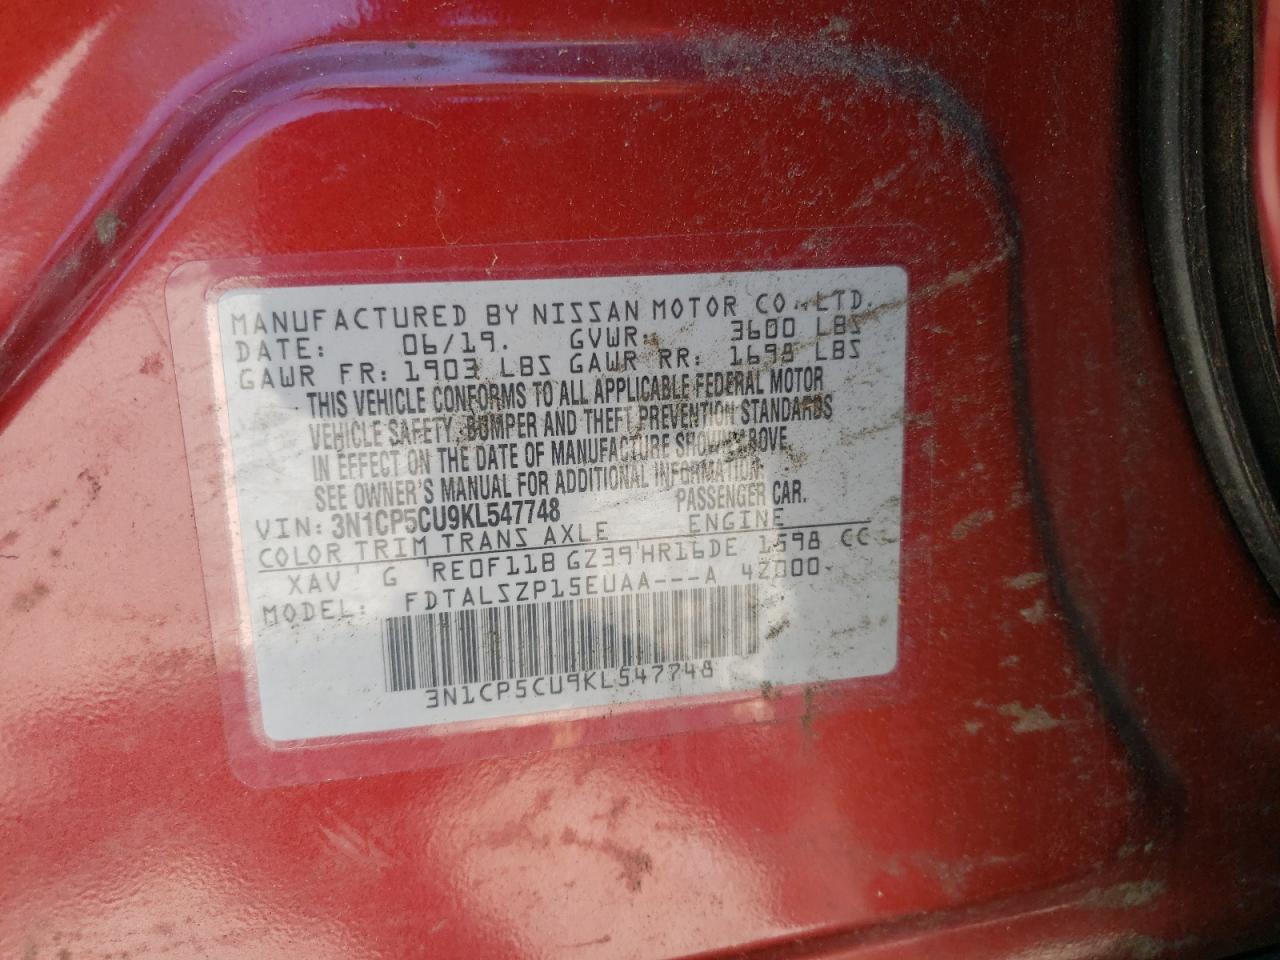 MANUFACTURED BY NISSAN MOTOR CO., LTD.
DATE: 06/19. GVWR: 3600 LBS
GAWR FR: 1903 LBS GAWR RR: 1698 LBS
THIS VEHICLE CONFORMS TO ALL APPLICABLE FEDERAL MOTOR
VEHICLE SAFETY, BUMPER AND THEFT PREVENTION STANDARDS
IN EFFECT ON THE DATE OF MANUFACTURE SHOWN ABOVE.
SEE OWNER'S MANUAL FOR ADDITIONAL INFORMATION.
VIN: 3N1CP5CU9KL547748 PASSENGER CAR.
COLOR TRIM TRANS AXLE ENGINE
XAV G RE0F11B GZ39 HR16DE 1598 CC
MODEL: FDTALSZP15EUAA---A 42000-
3N1CP5CU9KL547748